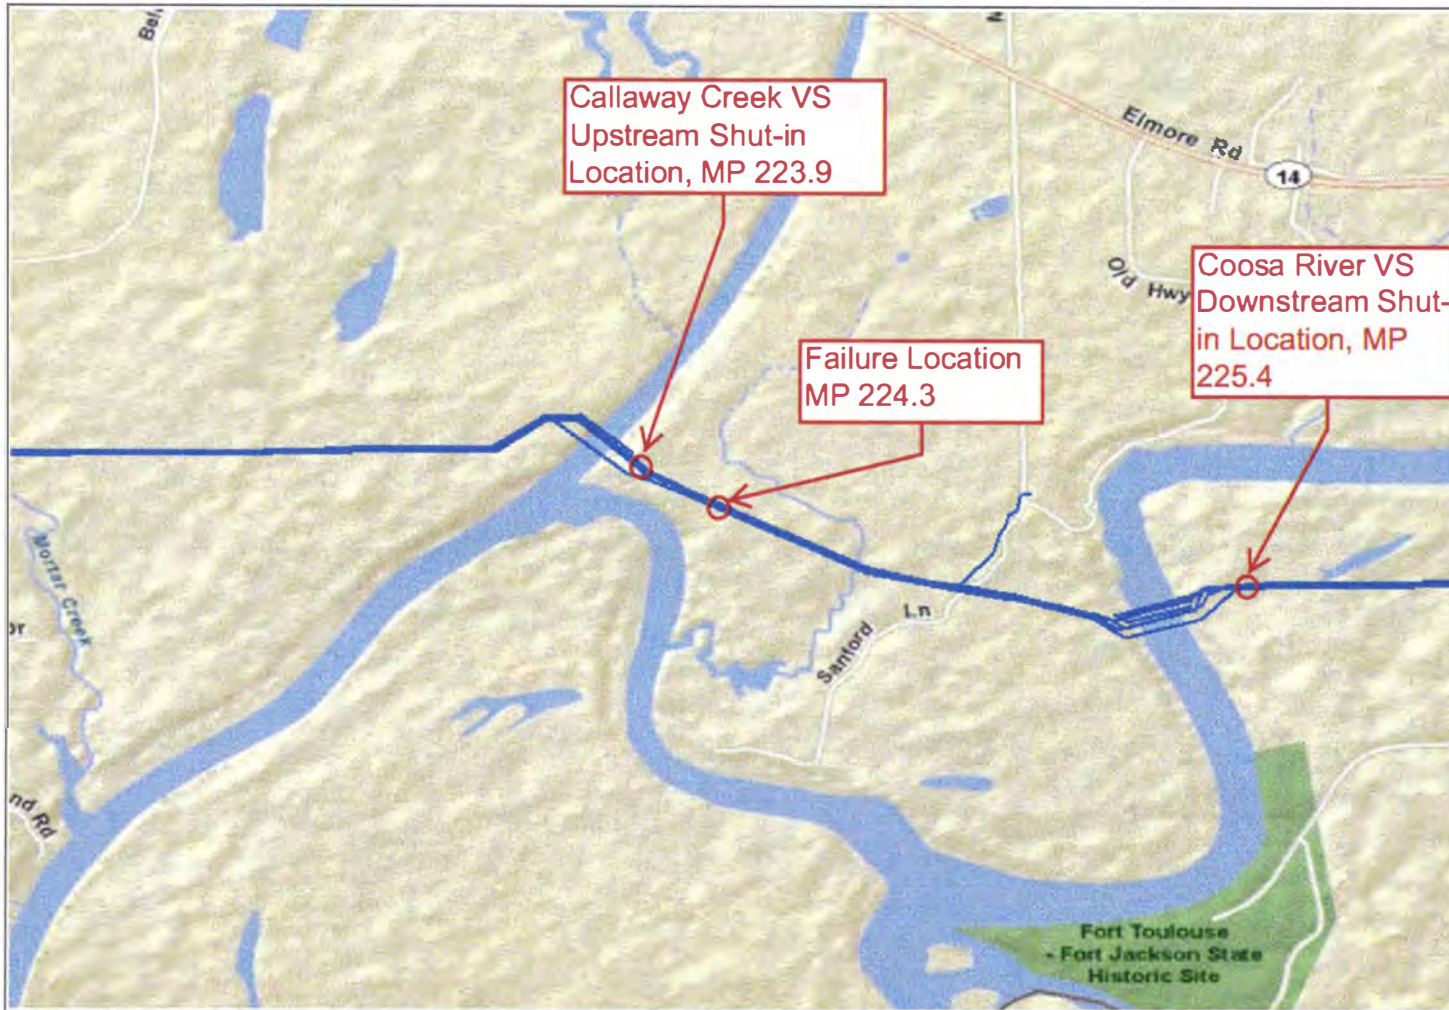 Callaway Creek VS
Upstream Shut-in
Location, MP 223.9
Elmore Rd
14
Old Hwy
Coosa River VS
Downstream Shut-
in Location, MP
225.4
Failure Location
MP 224.3
Mortar Creek
Sanford Ln
nd Rd
Fort Toulouse
- Fort Jackson State
Historic Site